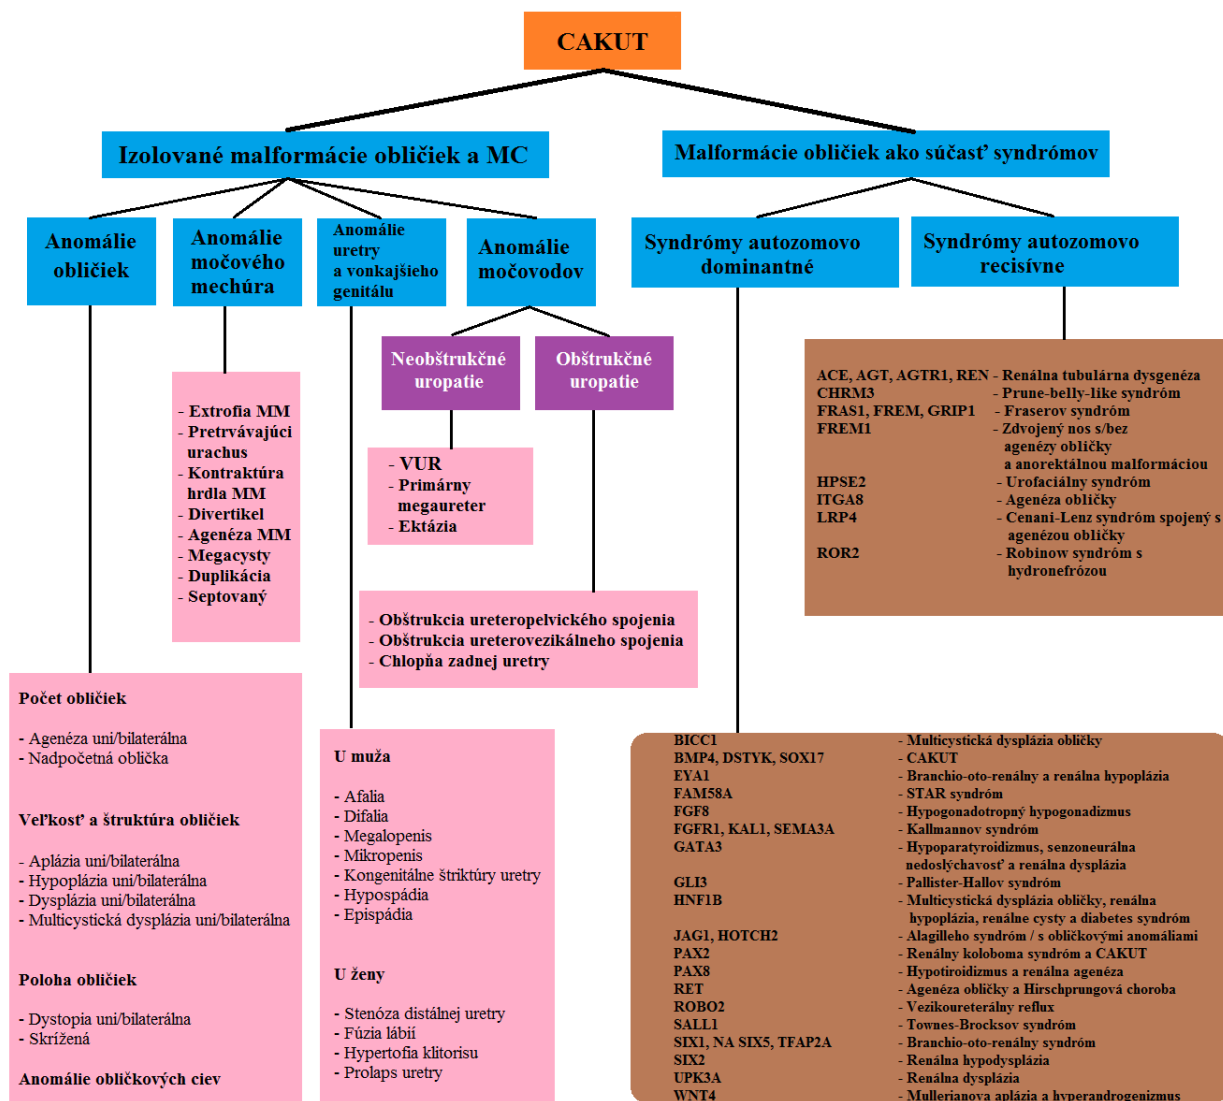 CAKUT
Izolované malformácie obličiek a MC
Malformácie obličiek ako súčasť syndrómov
Anomálie
obličiek
Anomálie
močového
mechúra
Anomálie
uretry
a vonkajšieho
genitálu
Anomálie
močovodov
Syndrómy autozomovo
dominantné
Syndrómy autozomovo
recisívne
Neobštrukčné
uropatie
Obštrukčné
uropatie
- Extrofia MM
- Pretrvávajúci
urachus
- Kontraktúra
hrdla MM
- Divertikel
- Agenéza MM
- Megacysty
- Duplikácia
- Septovaný
- VUR
- Primárny
megaureter
- Ektázia
- Obštrukcia ureteropelvického spojenia
- Obštrukcia ureterovezikálneho spojenia
- Chlopňa zadnej uretry
ACE, AGT, AGTR1, REN - Renálna tubulárna dysgenéza
CHRM3 - Prune-belly-like syndróm
FRAS1, FREM, GRIP1 - Fraserov syndróm
FREM1 - Zdvojený nos s/bez
agenézy obličky
a anorektálnou malformáciou
HPSE2 - Urofaciálny syndróm
ITGA8 - Agenéza obličky
LRP4 - Cenani-Lenz syndróm spojený s
agenézou obličky
ROR2 - Robinow syndróm s
hydronefrózou
Počet obličiek
- Agenéza uni/bilaterálna
- Nadpočetná oblička
Veľkosť a štruktúra obličiek
- Aplázia uni/bilaterálna
- Hypoplázia uni/bilaterálna
- Dysplázia uni/bilaterálna
- Multicystická dysplázia uni/bilaterálna
Poloha obličiek
- Dystopia uni/bilaterálna
- Skrížená
Anomálie obličkových ciev
U muža
- Afalia
- Difalia
- Megalopenis
- Mikropenis
- Kongenitálne štriktúry uretry
- Hypospádia
- Epispádia
U ženy
- Stenóza distálnej uretry
- Fúzia lábií
- Hypertofia klitorisu
- Prolaps uretry
BICC1 - Multicystická dysplázia obličky
BMP4, DSTYK, SOX17 - CAKUT
EYA1 - Branchio-oto-renálny a renálna hypoplázia
FAM58A - STAR syndróm
FGF8 - Hypogonadotropný hypogonadizmus
FGFR1, KAL1, SEMA3A - Kallmannov syndróm
GATA3 - Hypoparatyroidizmus, senzoneurálna
nedoslýchavosť a renálna dysplázia
GLI3 - Pallister-Hallov syndróm
HNF1B - Multicystická dysplázia obličky, renálna
hypoplázia, renálne cysty a diabetes syndróm
JAG1, HOTCH2 - Alagilleho syndróm / s obličkovými anomáliami
PAX2 - Renálny koloboma syndróm a CAKUT
PAX8 - Hypotiroidizmus a renálna agenéza
RET - Agenéza obličky a Hirschprungová choroba
ROBO2 - Vezikoureterálny reflux
SALL1 - Townes-Brocksov syndróm
SIX1, NA SIX5, TFAP2A - Branchio-oto-renálny syndróm
SIX2 - Renálna hypodysplázia
UPK3A - Renálna dysplázia
WNT4 - Mullerianova aplázia a hyperandrogenizmus